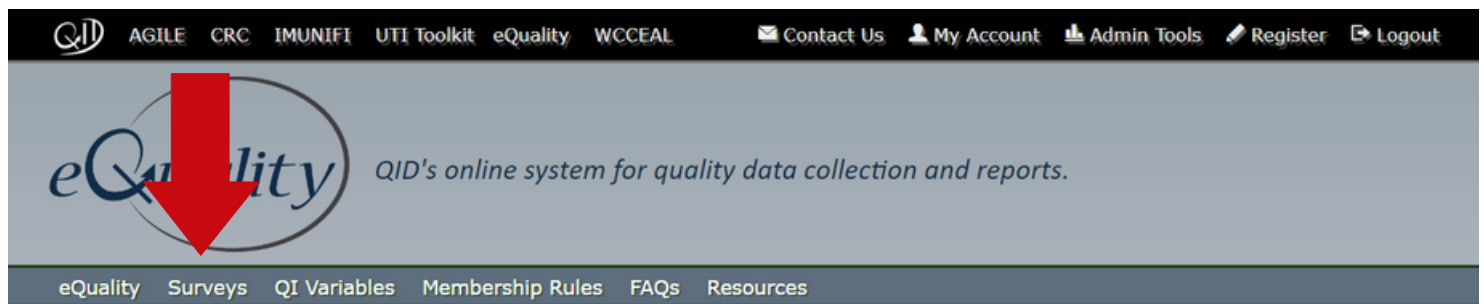 QID AGILE CRC IMUNIFI UTI Toolkit eQuality WCCEAL Contact Us My Account Admin Tools Register Logout
eQuality
QID's online system for quality data collection and reports.
eQuality Surveys QI Variables Membership Rules FAQs Resources